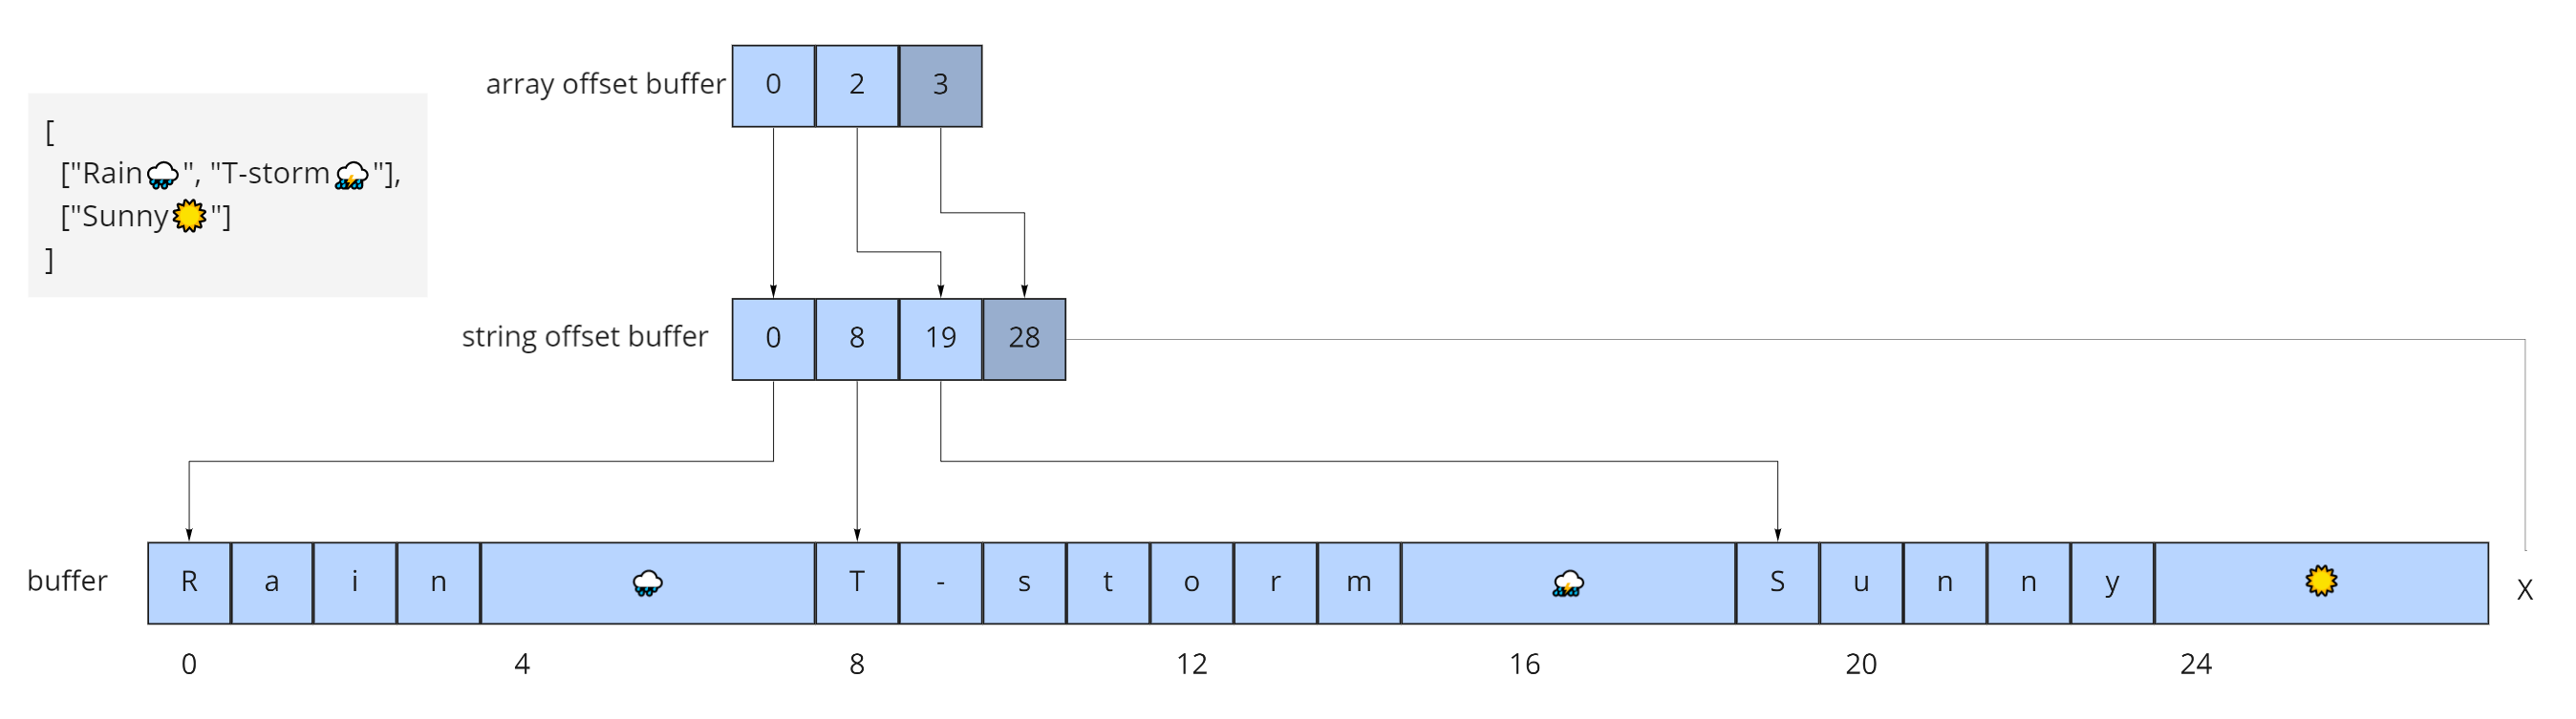 array offset buffer 0 2 3
[
["Rain🌧", "T-storm⛈"],
["Sunny☀"]
]
string offset buffer 0 8 19 28
buffer R a i n 🌧 T - s t o r m ⛈ S u n n y ☀ X
0 4 8 12 16 20 24